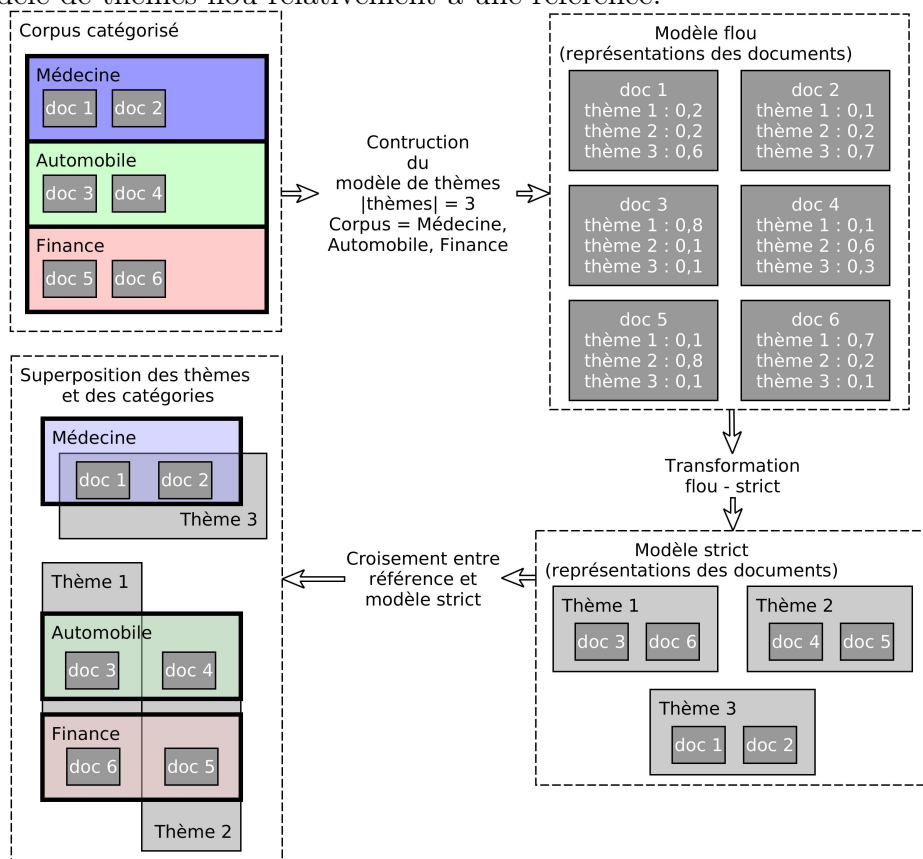 modèle de thèmes flou relativement à une référence.
Corpus catégorisé
Médecine
doc 1 doc 2
Automobile
doc 3 doc 4
Finance
doc 5 doc 6
Contruction
du
modèle de thèmes
|thèmes| = 3
Corpus = Médecine,
Automobile, Finance
Modèle flou
(représentations des documents)
doc 1
thème 1 : 0,2
thème 2 : 0,2
thème 3 : 0,6
doc 2
thème 1 : 0,1
thème 2 : 0,2
thème 3 : 0,7
doc 3
thème 1 : 0,8
thème 2 : 0,1
thème 3 : 0,1
doc 4
thème 1 : 0,1
thème 2 : 0,6
thème 3 : 0,3
doc 5
thème 1 : 0,1
thème 2 : 0,8
thème 3 : 0,1
doc 6
thème 1 : 0,7
thème 2 : 0,2
thème 3 : 0,1
Transformation
flou - strict
Modèle strict
(représentations des documents)
Thème 1
doc 3 doc 6
Thème 2
doc 4 doc 5
Thème 3
doc 1 doc 2
Croisement entre
référence et
modèle strict
Superposition des thèmes
et des catégories
Médecine
doc 1 doc 2
Thème 3
Thème 1
Automobile
doc 3 doc 4
Finance
doc 6 doc 5
Thème 2